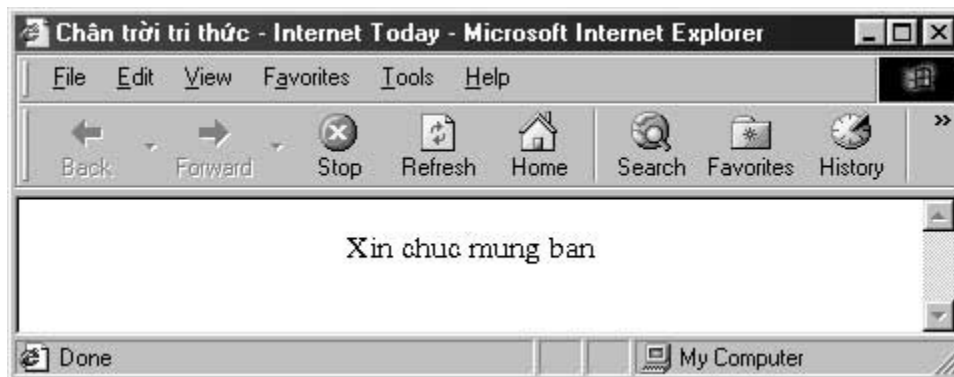 Chân trời tri thức - Internet Today - Microsoft Internet Explorer
File Edit View Favorites Tools Help
Back Forward Stop Refresh Home Search Favorites History »
Xin chuc mung ban
Done My Computer